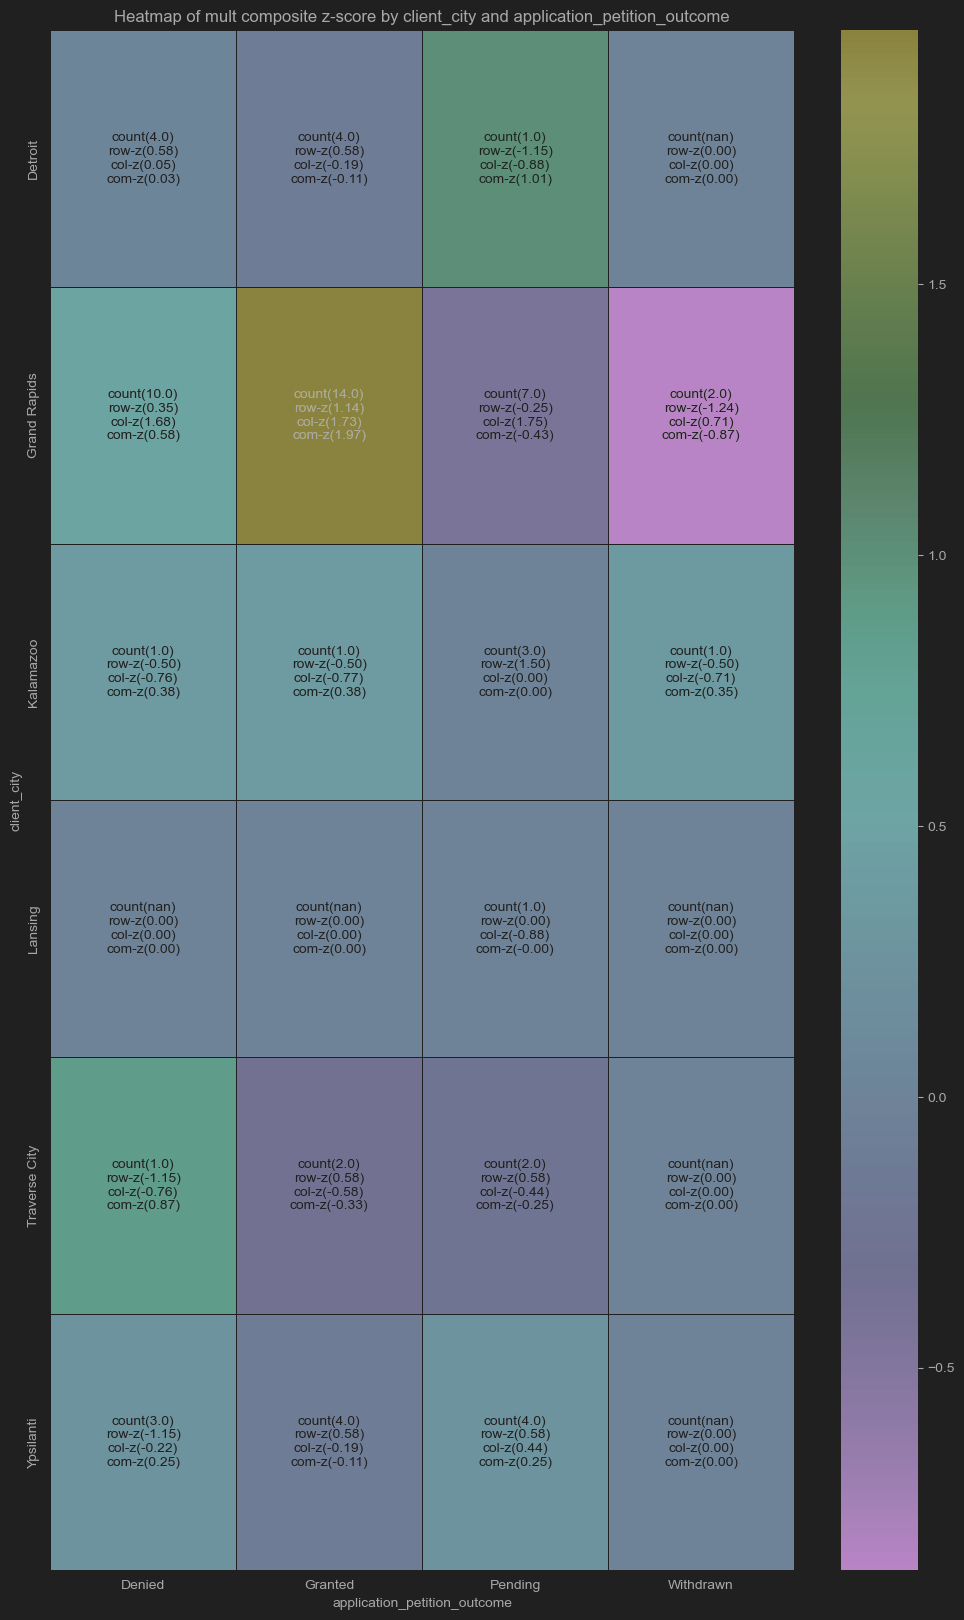 Heatmap of mult composite z-score by client_city and application_petition_outcome
client_city
Detroit
count(4.0)
row-z(0.58)
col-z(0.05)
com-z(0.03)
count(4.0)
row-z(0.58)
col-z(-0.19)
com-z(-0.11)
count(1.0)
row-z(-1.15)
col-z(-0.88)
com-z(1.01)
count(nan)
row-z(0.00)
col-z(0.00)
com-z(0.00)
Grand Rapids
count(10.0)
row-z(0.35)
col-z(1.68)
com-z(0.58)
count(14.0)
row-z(1.14)
col-z(1.73)
com-z(1.97)
count(7.0)
row-z(-0.25)
col-z(1.75)
com-z(-0.43)
count(2.0)
row-z(-1.24)
col-z(0.71)
com-z(-0.87)
Kalamazoo
count(1.0)
row-z(-0.50)
col-z(-0.76)
com-z(0.38)
count(1.0)
row-z(-0.50)
col-z(-0.77)
com-z(0.38)
count(3.0)
row-z(1.50)
col-z(0.00)
com-z(0.00)
count(1.0)
row-z(-0.50)
col-z(-0.71)
com-z(0.35)
Lansing
count(nan)
row-z(0.00)
col-z(0.00)
com-z(0.00)
count(nan)
row-z(0.00)
col-z(0.00)
com-z(0.00)
count(1.0)
row-z(0.00)
col-z(-0.88)
com-z(-0.00)
count(nan)
row-z(0.00)
col-z(0.00)
com-z(0.00)
Traverse City
count(1.0)
row-z(-1.15)
col-z(-0.76)
com-z(0.87)
count(2.0)
row-z(0.58)
col-z(-0.58)
com-z(-0.33)
count(2.0)
row-z(0.58)
col-z(-0.44)
com-z(-0.25)
count(nan)
row-z(0.00)
col-z(0.00)
com-z(0.00)
Ypsilanti
count(3.0)
row-z(-1.15)
col-z(-0.22)
com-z(0.25)
count(4.0)
row-z(0.58)
col-z(-0.19)
com-z(-0.11)
count(4.0)
row-z(0.58)
col-z(0.44)
com-z(0.25)
count(nan)
row-z(0.00)
col-z(0.00)
com-z(0.00)
Denied
Granted
Pending
Withdrawn
application_petition_outcome
1.5
1.0
0.5
0.0
−0.5